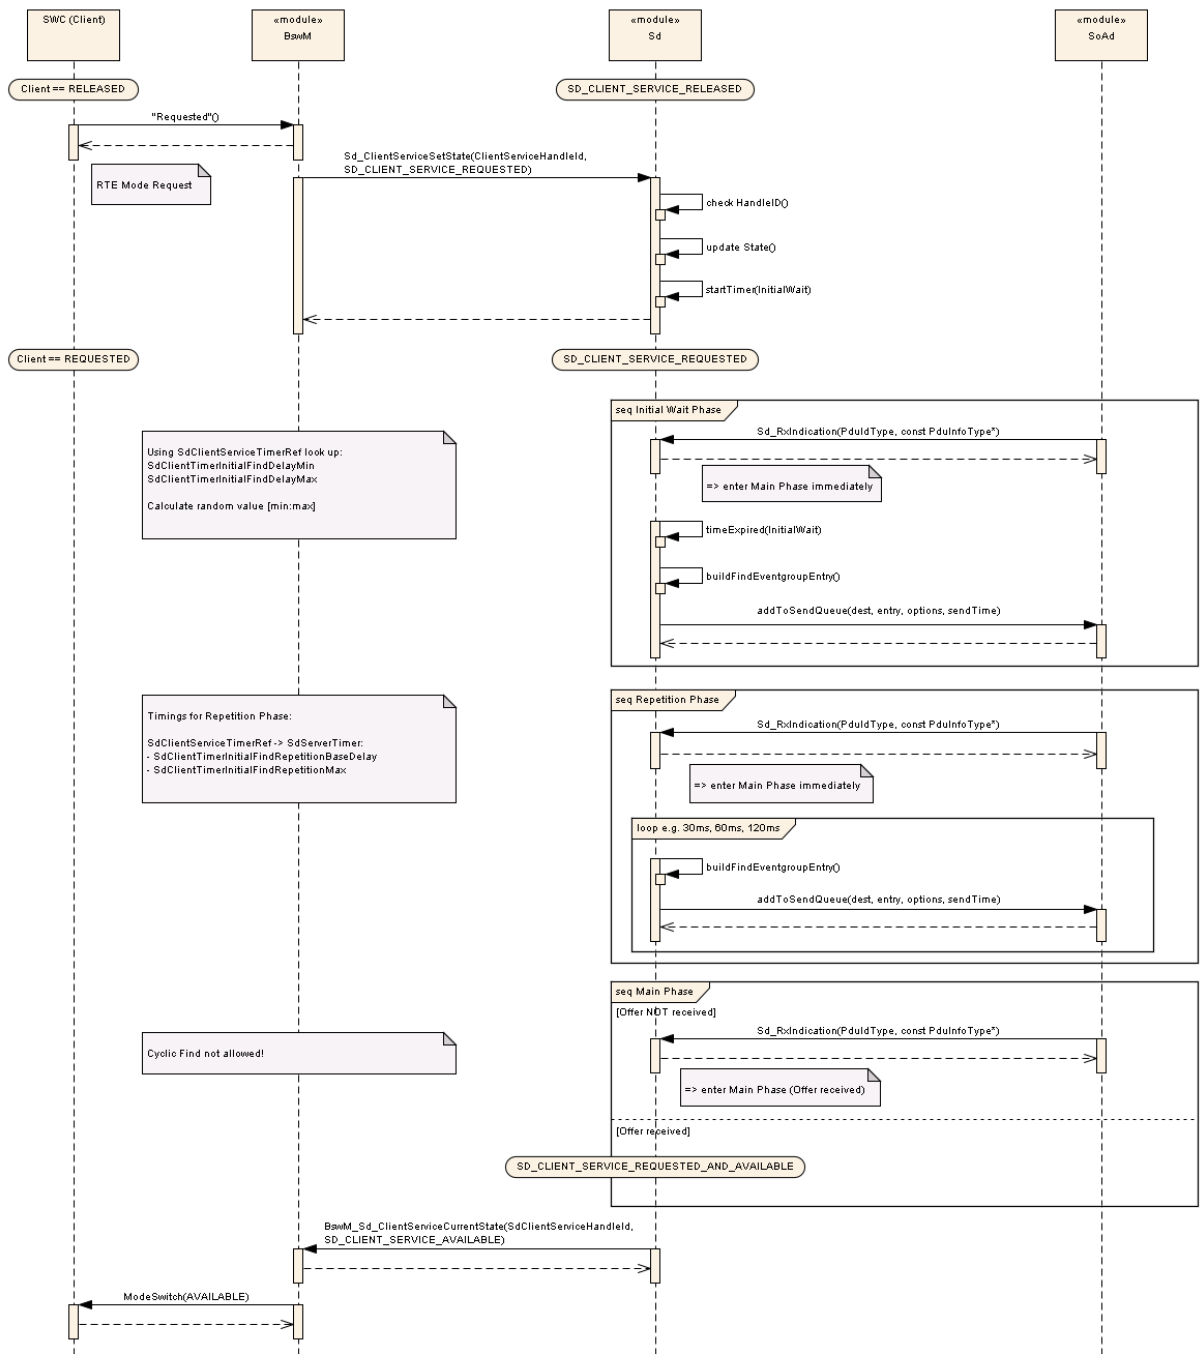 SWC (Client)
«module»
BswM
«module»
Sd
«module»
SoAd
Client == RELEASED
SD_CLIENT_SERVICE_RELEASED
"Requested"()
RTE Mode Request
Sd_ClientServiceSetState(ClientServiceHandleId,
SD_CLIENT_SERVICE_REQUESTED)
check HandleID()
update State()
startTimer(InitialWait)
Client == REQUESTED
SD_CLIENT_SERVICE_REQUESTED
seq Initial Wait Phase
Sd_RxIndication(PduIdType, const PduInfoType*)
=> enter Main Phase immediately
Using SdClientServiceTimerRef look up:
SdClientTimerInitialFindDelayMin
SdClientTimerInitialFindDelayMax
Calculate random value [min:max]
timeExpired(InitialWait)
buildFindEventgroupEntry()
addToSendQueue(dest, entry, options, sendTime)
seq Repetition Phase
Sd_RxIndication(PduIdType, const PduInfoType*)
=> enter Main Phase immediately
Timings for Repetition Phase:
SdClientServiceTimerRef -> SdServerTimer:
- SdClientTimerInitialFindRepetitionBaseDelay
- SdClientTimerInitialFindRepetitionMax
loop e.g. 30ms, 60ms, 120ms
buildFindEventgroupEntry()
addToSendQueue(dest, entry, options, sendTime)
seq Main Phase
[Offer NOT received]
Sd_RxIndication(PduIdType, const PduInfoType*)
Cyclic Find not allowed!
=> enter Main Phase (Offer received)
[Offer received]
SD_CLIENT_SERVICE_REQUESTED_AND_AVAILABLE
BswM_Sd_ClientServiceCurrentState(SdClientServiceHandleId,
SD_CLIENT_SERVICE_AVAILABLE)
ModeSwitch(AVAILABLE)